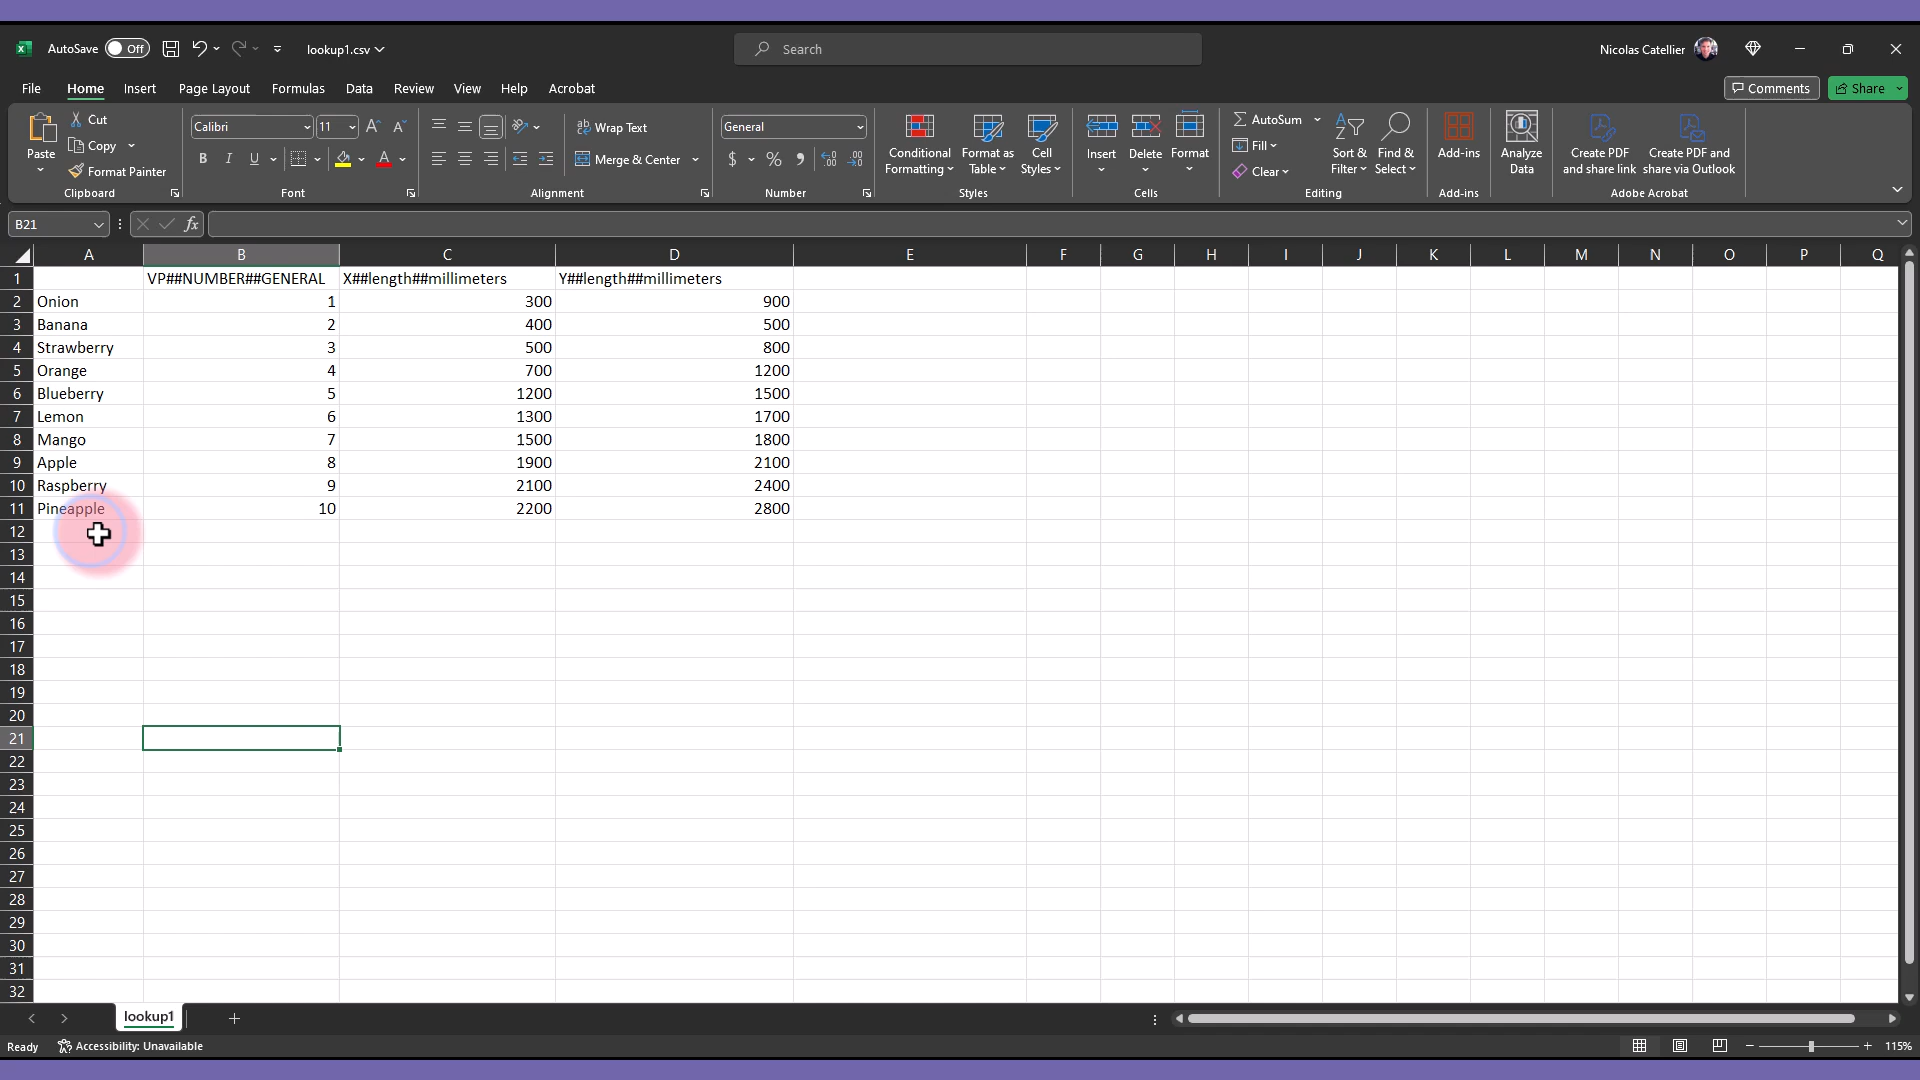 AutoSave Off lookup1.csv Search Nicolas Catellier
File Home Insert Page Layout Formulas Data Review View Help Acrobat Comments Share
Paste
Cut
Copy
Format Painter
Clipboard
Calibri 11
B I U
Font
Wrap Text
Merge & Center
Alignment
General
$ % ,
Number
Conditional Formatting
Format as Table
Cell Styles
Styles
Insert Delete Format
Cells
AutoSum
Fill
Clear
Sort & Filter
Find & Select
Editing
Add-ins
Add-ins
Analyze Data
Create PDF and share link
Create PDF and share via Outlook
Adobe Acrobat
B21 fx
A B C D E F G H I J K L M N O P Q
1 VP##NUMBER##GENERAL X##length##millimeters Y##length##millimeters
2 Onion 1 300 900
3 Banana 2 400 500
4 Strawberry 3 500 800
5 Orange 4 700 1200
6 Blueberry 5 1200 1500
7 Lemon 6 1300 1700
8 Mango 7 1500 1800
9 Apple 8 1900 2100
10 Raspberry 9 2100 2400
11 Pineapple 10 2200 2800
12
13
14
15
16
17
18
19
20
21
22
23
24
25
26
27
28
29
30
31
32
lookup1
Ready Accessibility: Unavailable 115%